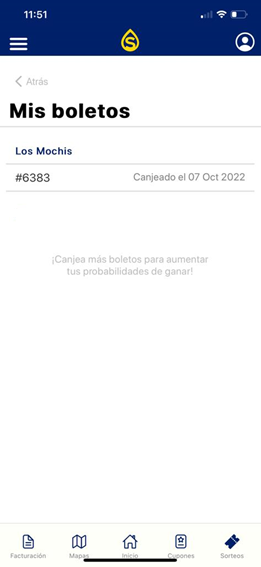 11:51
S
Atrás
Mis boletos
Los Mochis
#6383 Canjeado el 07 Oct 2022
¡Canjea más boletos para aumentar
tus probabilidades de ganar!
Facturación Mapas Inicio Cupones Sorteos